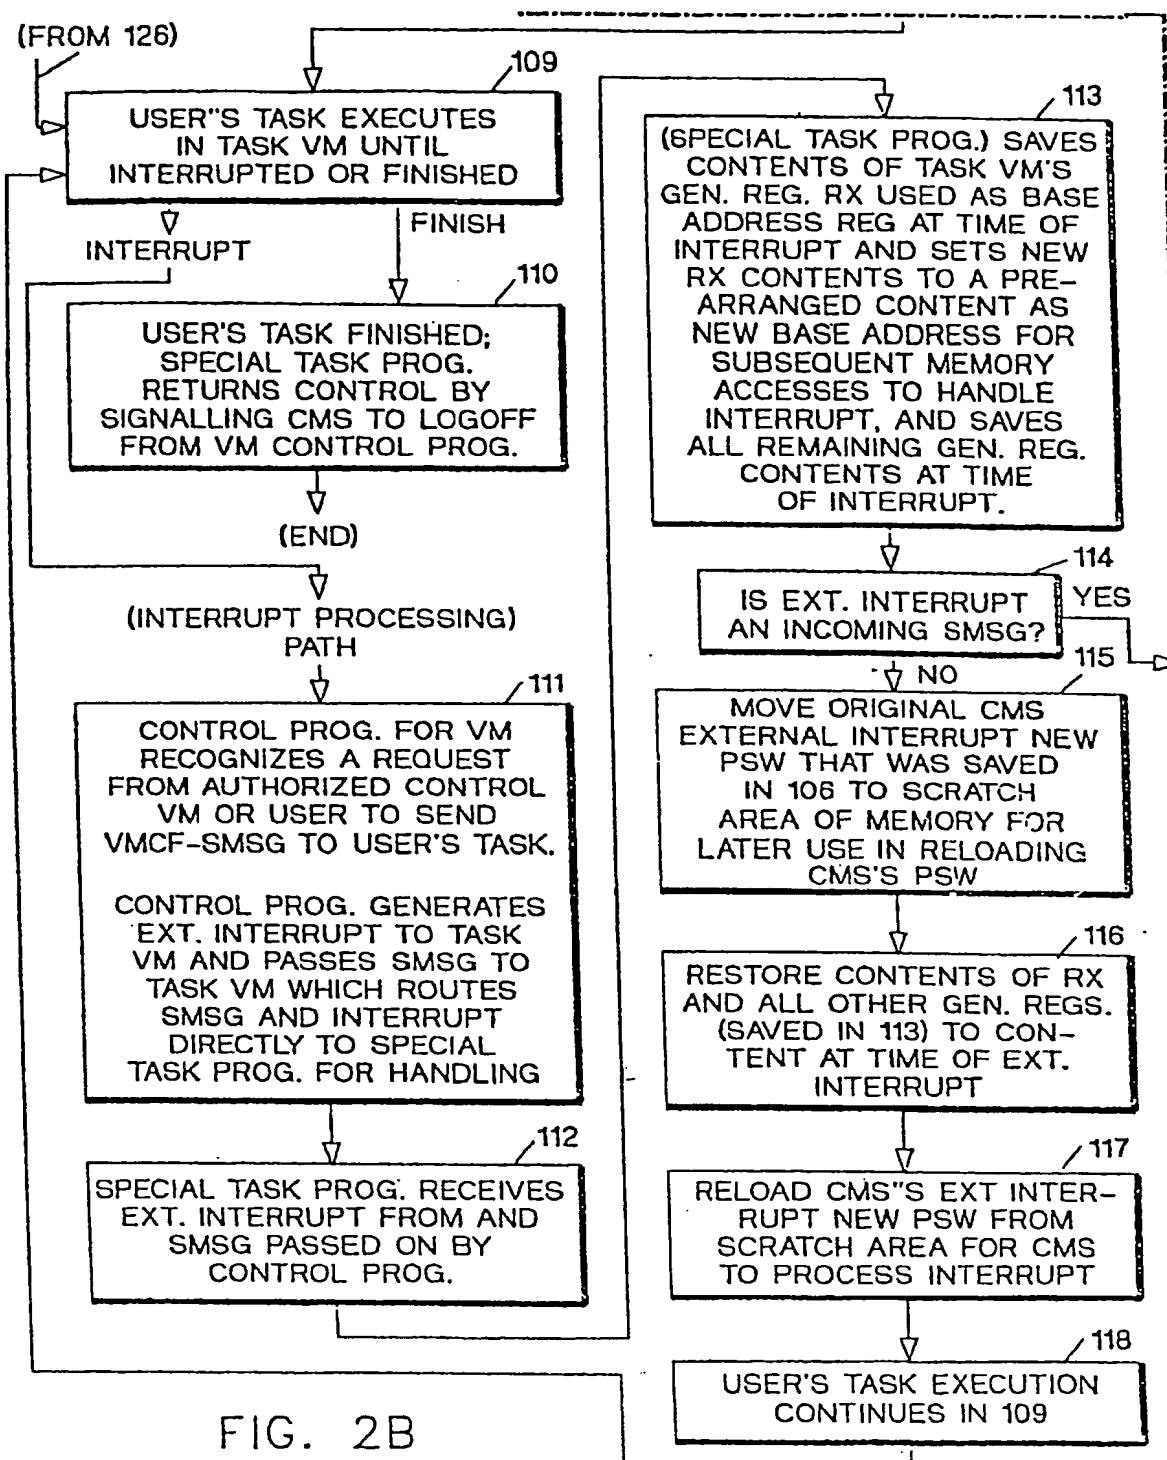 (FROM 126)
109
USER"S TASK EXECUTES
IN TASK VM UNTIL
INTERRUPTED OR FINISHED
INTERRUPT
FINISH
110
USER'S TASK FINISHED;
SPECIAL TASK PROG.
RETURNS CONTROL BY
SIGNALLING CMS TO LOGOFF
FROM VM CONTROL PROG.
(END)
(INTERRUPT PROCESSING)
PATH
111
CONTROL PROG. FOR VM
RECOGNIZES A REQUEST
FROM AUTHORIZED CONTROL
VM OR USER TO SEND
VMCF-SMSG TO USER'S TASK.
CONTROL PROG. GENERATES
EXT. INTERRUPT TO TASK
VM AND PASSES SMSG TO
TASK VM WHICH ROUTES
SMSG AND INTERRUPT
DIRECTLY TO SPECIAL
TASK PROG. FOR HANDLING
112
SPECIAL TASK PROG. RECEIVES
EXT. INTERRUPT FROM AND
SMSG PASSED ON BY
CONTROL PROG.
113
(SPECIAL TASK PROG.) SAVES
CONTENTS OF TASK VM'S
GEN. REG. RX USED AS BASE
ADDRESS REG AT TIME OF
INTERRUPT AND SETS NEW
RX CONTENTS TO A PRE-
ARRANGED CONTENT AS
NEW BASE ADDRESS FOR
SUBSEQUENT MEMORY
ACCESSES TO HANDLE
INTERRUPT, AND SAVES
ALL REMAINING GEN. REG.
CONTENTS AT TIME
OF INTERRUPT.
114
IS EXT. INTERRUPT
AN INCOMING SMSG?
YES
NO
115
MOVE ORIGINAL CMS
EXTERNAL INTERRUPT NEW
PSW THAT WAS SAVED
IN 106 TO SCRATCH
AREA OF MEMORY FOR
LATER USE IN RELOADING
CMS'S PSW
116
RESTORE CONTENTS OF RX
AND ALL OTHER GEN. REGS.
(SAVED IN 113) TO CON-
TENT AT TIME OF EXT.
INTERRUPT
117
RELOAD CMS"S EXT INTER-
RUPT NEW PSW FROM
SCRATCH AREA FOR CMS
TO PROCESS INTERRUPT
118
USER'S TASK EXECUTION
CONTINUES IN 109
FIG. 2B